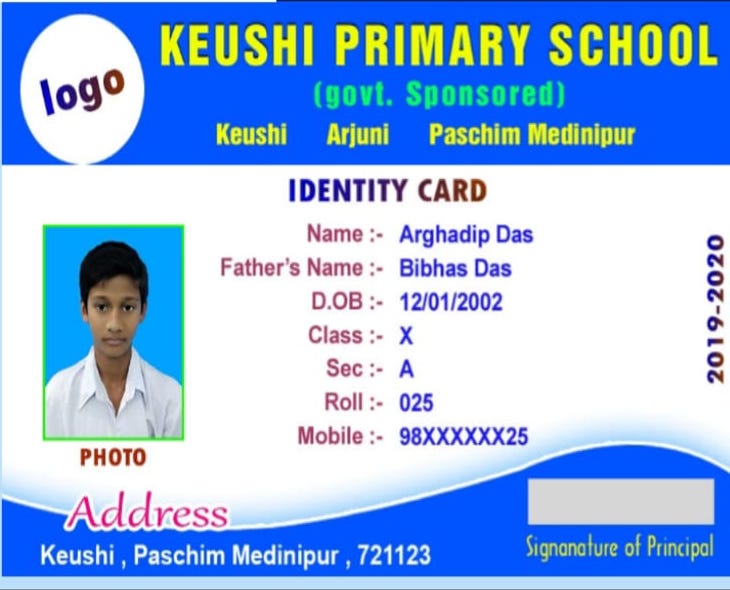 logo
KEUSHI PRIMARY SCHOOL
(govt. Sponsored)
Keushi Arjuni Paschim Medinipur
IDENTITY CARD
Name :- Arghadip Das
Father's Name :- Bibhas Das
D.OB :- 12/01/2002
Class :- X
Sec :- A
Roll :- 025
Mobile :- 98XXXXXX25
2019-2020
PHOTO
Address
Keushi , Paschim Medinipur , 721123
Signanature of Principal